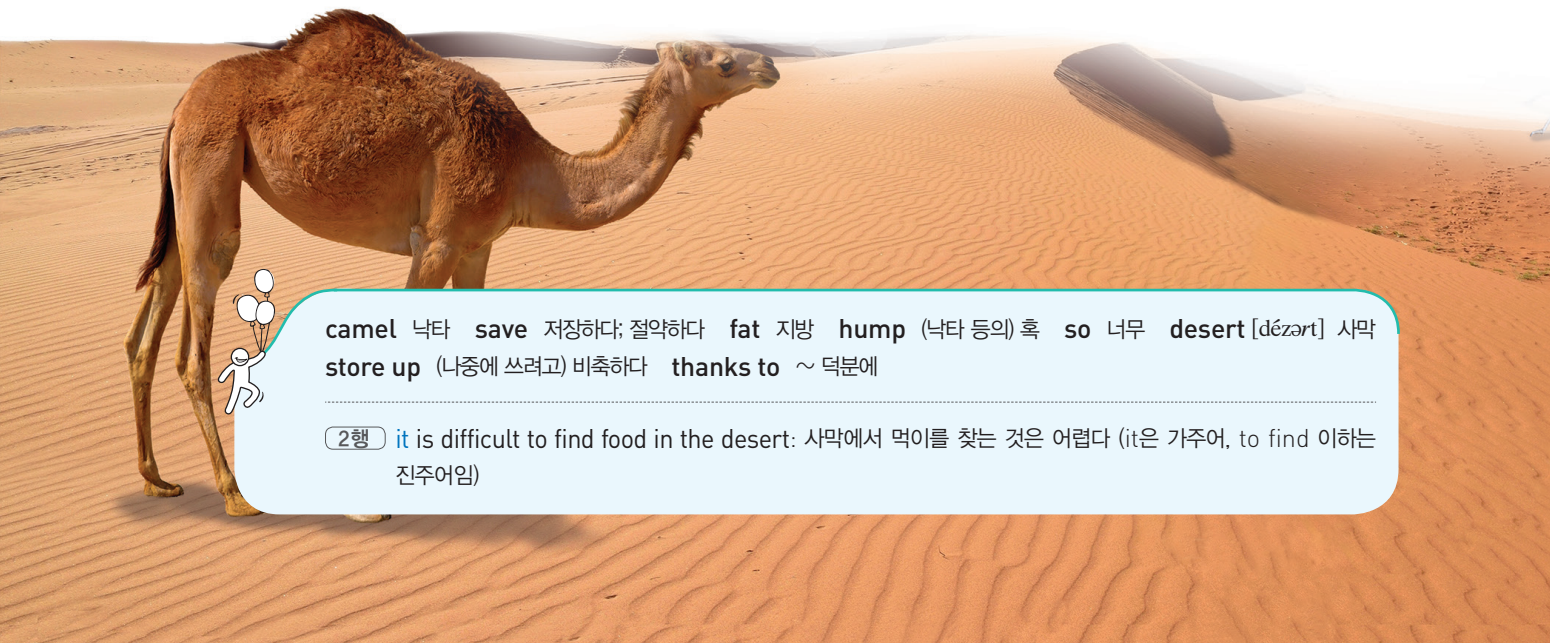 camel 낙타 save 저장하다; 절약하다 fat 지방 hump (낙타 등의) 혹 so 너무 desert [dézərt] 사막
store up (나중에 쓰려고) 비축하다 thanks to ~ 덕분에
2행 it is difficult to find food in the desert: 사막에서 먹이를 찾는 것은 어렵다 (it은 가주어, to find 이하는
진주어임)